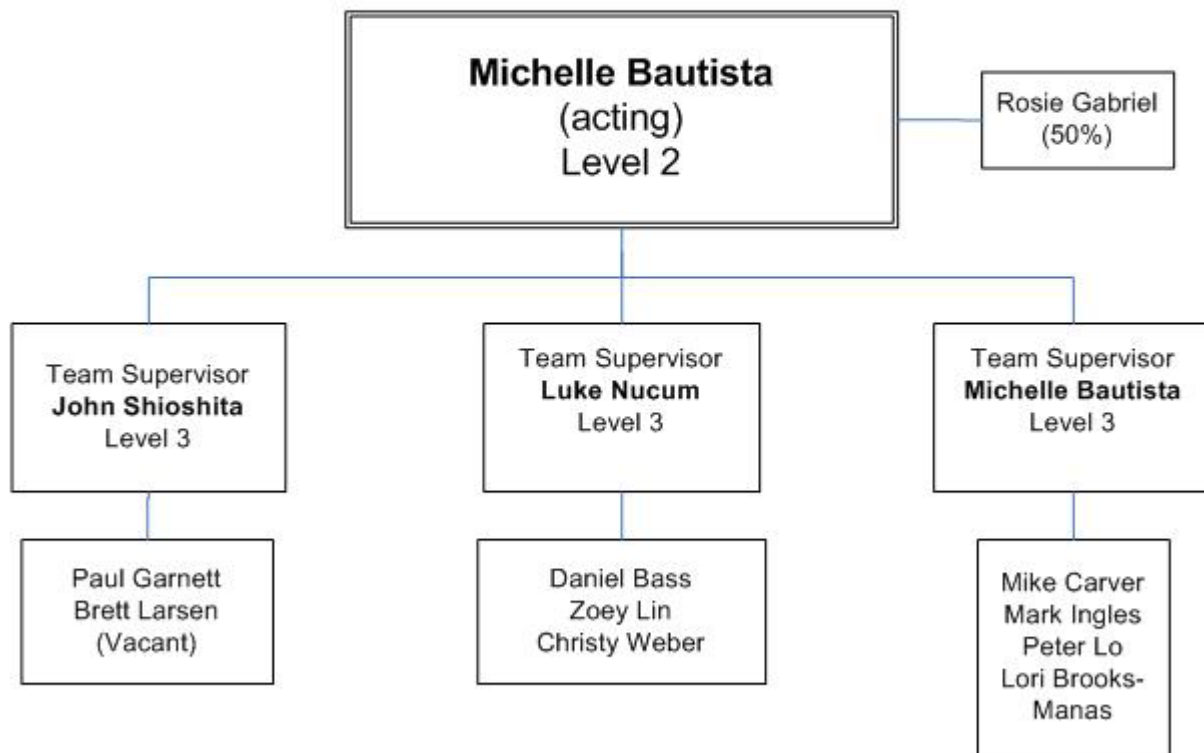 Michelle Bautista
(acting)
Level 2
Rosie Gabriel
(50%)
Team Supervisor
John Shioshita
Level 3
Team Supervisor
Luke Nucum
Level 3
Team Supervisor
Michelle Bautista
Level 3
Paul Garnett
Brett Larsen
(Vacant)
Daniel Bass
Zoey Lin
Christy Weber
Mike Carver
Mark Ingles
Peter Lo
Lori Brooks-
Manas